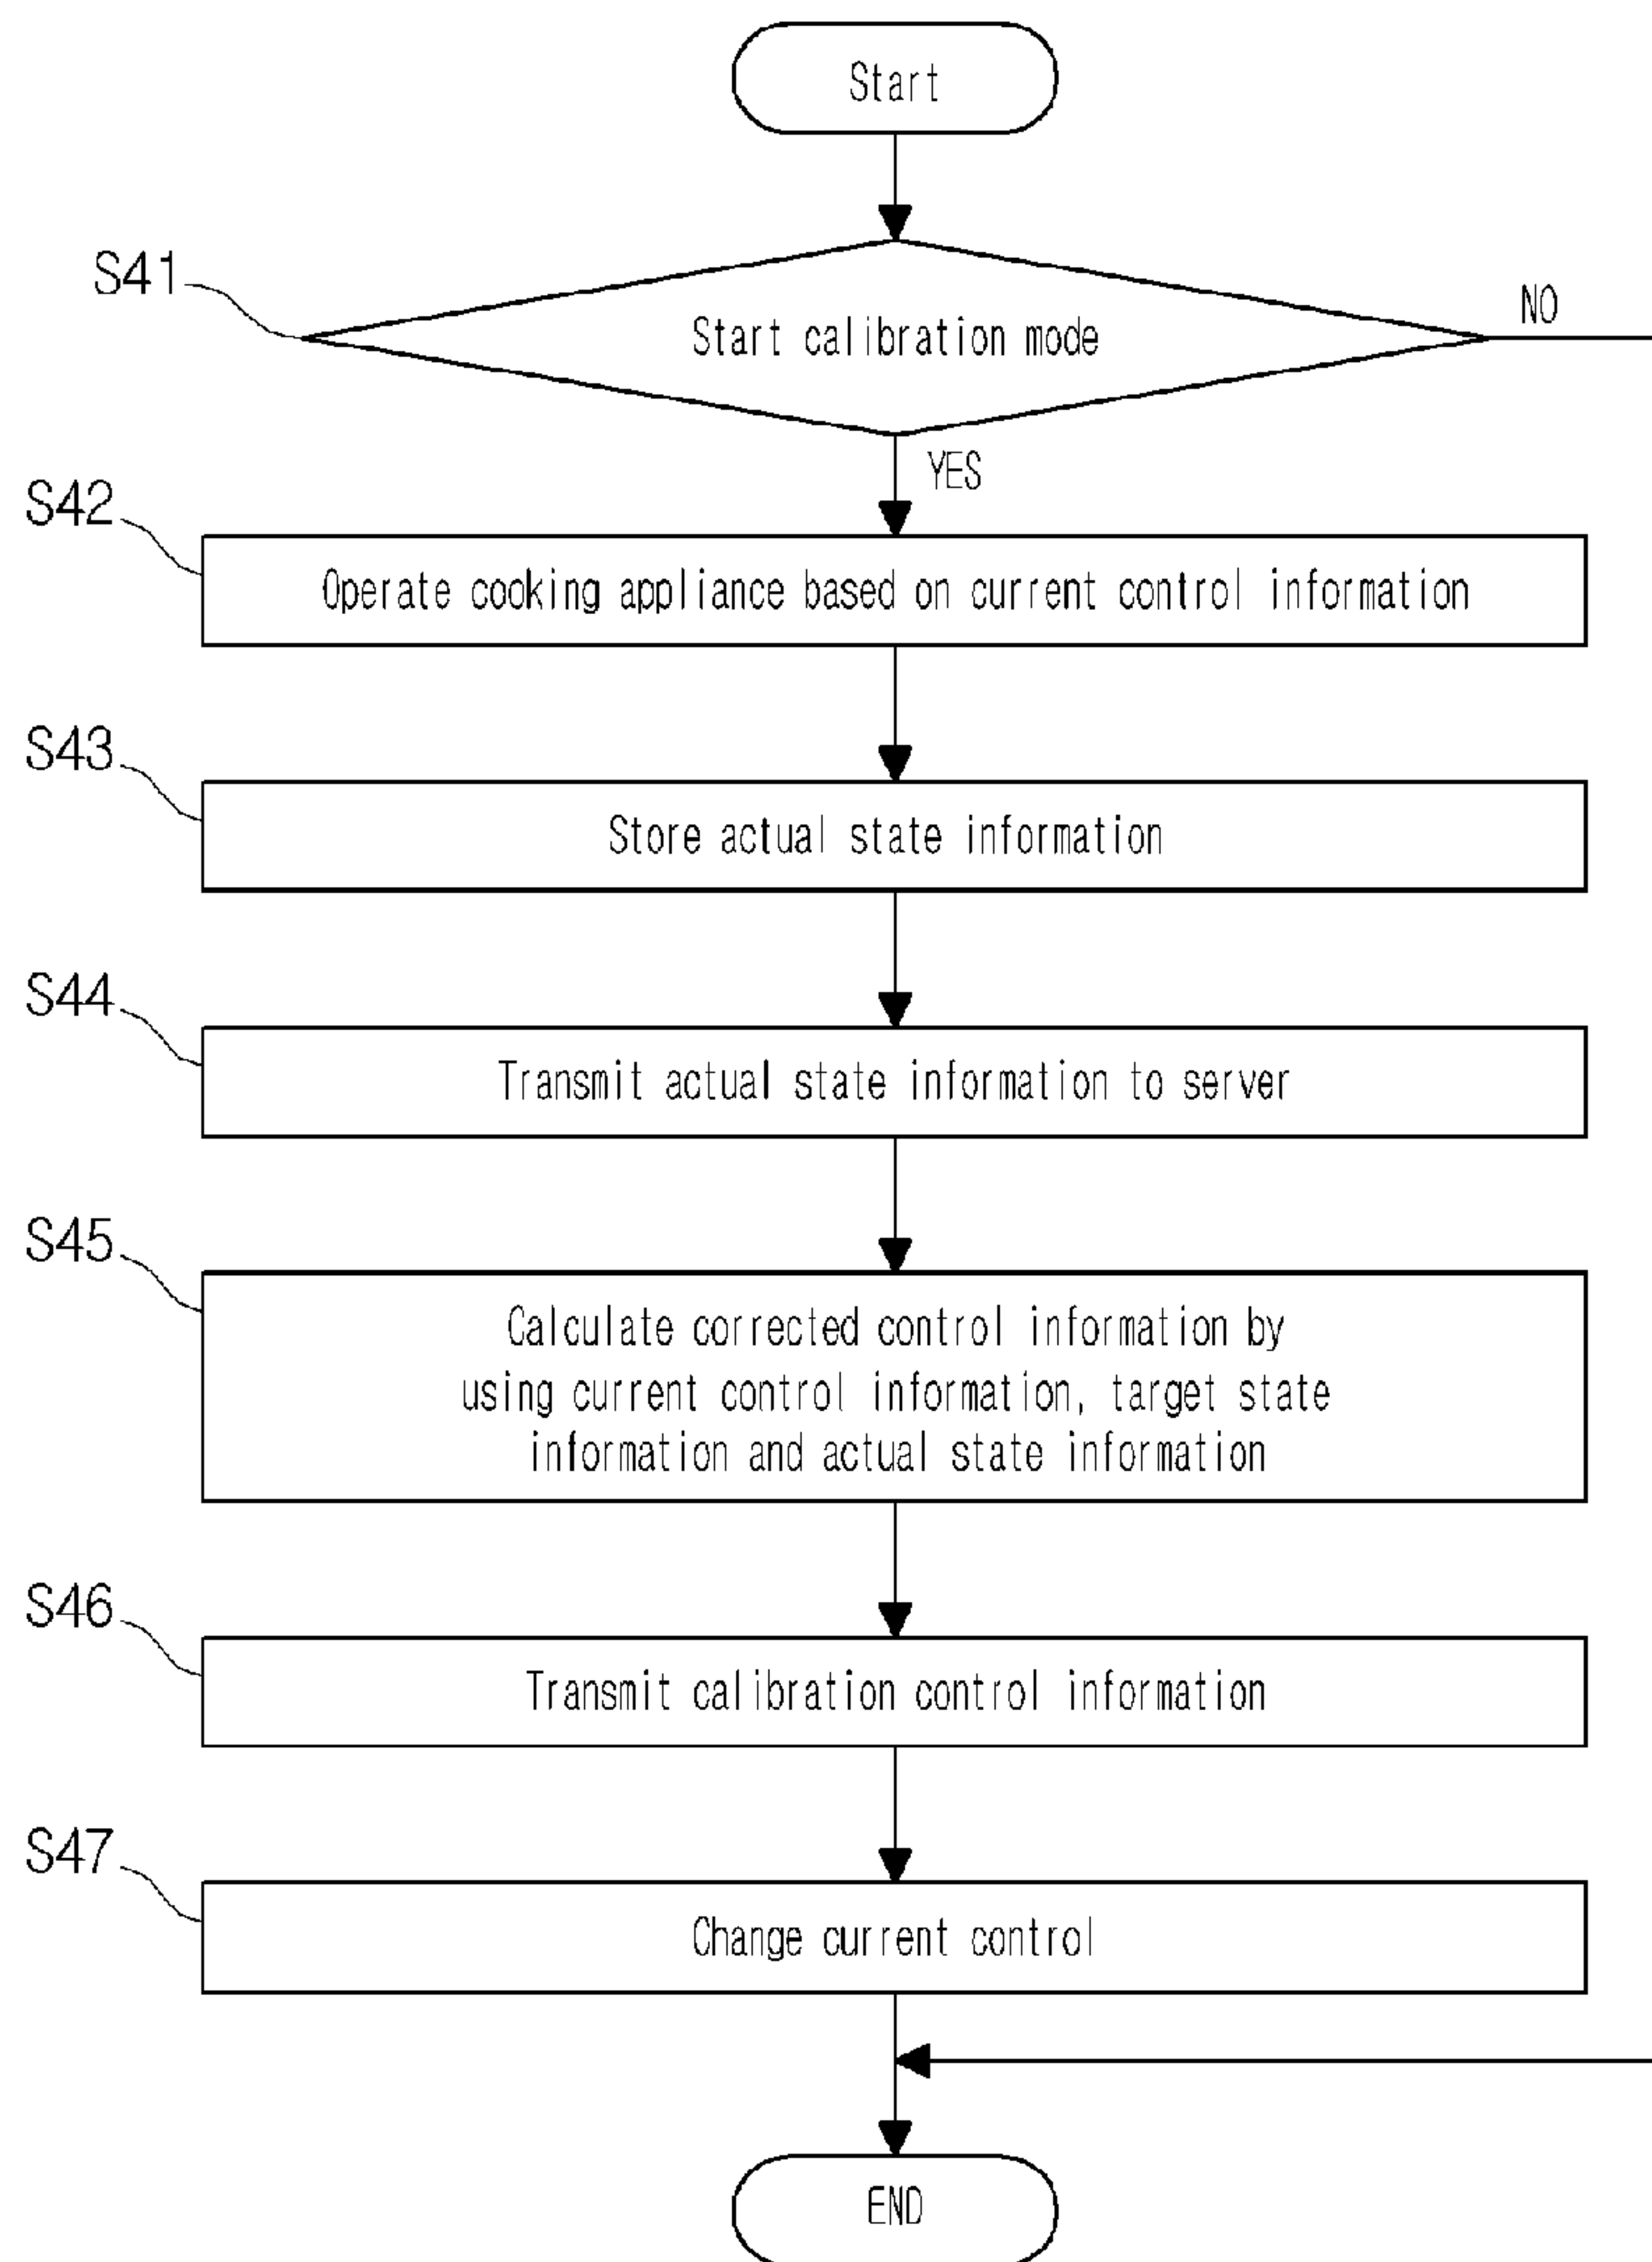 Start
S41
Start calibration mode
NO
YES
S42
Operate cooking appliance based on current control information
S43
Store actual state information
S44
Transmit actual state information to server
S45
Calculate corrected control information by
using current control information, target state
information and actual state information
S46
Transmit calibration control information
S47
Change current control
END